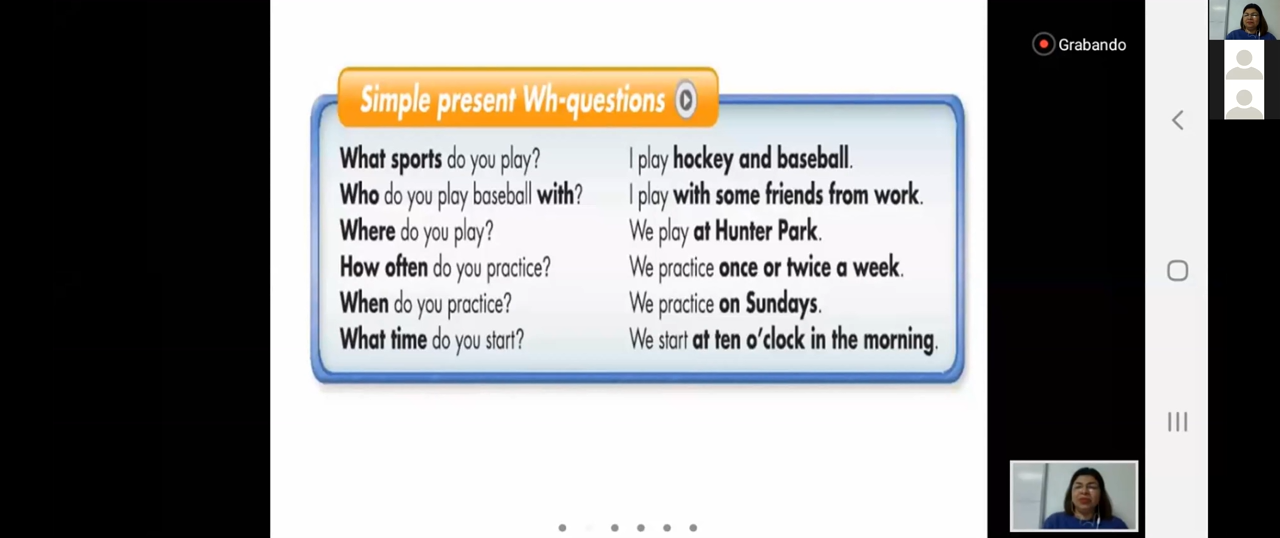 Grabando
Simple present Wh-questions
What sports do you play? I play hockey and baseball.
Who do you play baseball with? I play with some friends from work.
Where do you play? We play at Hunter Park.
How often do you practice? We practice once or twice a week.
When do you practice? We practice on Sundays.
What time do you start? We start at ten o'clock in the morning.